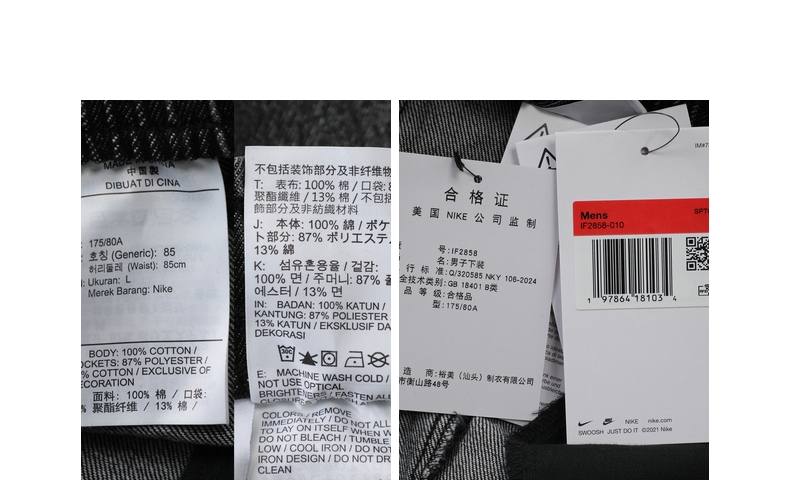 中国製
DIBUAT DI CINA
175/80A
호칭 (Generic): 85
허리둘레 (Waist): 85cm
Ukuran: L
Merek Barang: Nike
BODY: 100% COTTON /
POCKETS: 87% POLYESTER /
% COTTON / EXCLUSIVE OF
DECORATION
面料: 100% 棉 / 口袋:
聚酯纤维 / 13% 棉 /
不包括装饰部分及非纤维物
T: 表布: 100% 棉 / 口袋: 8
聚酯纖維 / 13% 棉 / 不包括
飾部分及非紡織材料
J: 本体: 100% 綿 / ポケ
ト部分: 87% ポリエステ
13% 綿
K: 섬유혼용율 / 겉감:
100% 면 / 주머니: 87% 폴
에스터 / 13% 면
IN: BADAN: 100% KATUN /
KANTUNG: 87% POLIESTER
13% KATUN / EKSKLUSIF DA
DEKORASI
E: MACHINE WASH COLD /
NOT USE OPTICAL
BRIGHTENERS / FASTEN ALL
CLOSURES
COLORS / REMOVE
IMMEDIATELY / DO NOT ALL
TO LAY ON ITSELF WHEN W
DO NOT BLEACH / TUMBLE
LOW / COOL IRON / DO NOT
IRON DESIGN / DO NOT DR
CLEAN
合格证
美国 NIKE 公司监制
号: IF2858
名: 男子下装
行标准: Q/320585 NKY 106-2024
全技术类别: GB 18401 B类
品等级: 合格品
型: 175/80A
造商: 裕美（汕头）制衣有限公司
市衡山路48号
IM#7
Mens
SPT
IF2858-010
1 97864 18103 4
NIKE nike.com
SWOOSH JUST DO IT ©2021 Nike